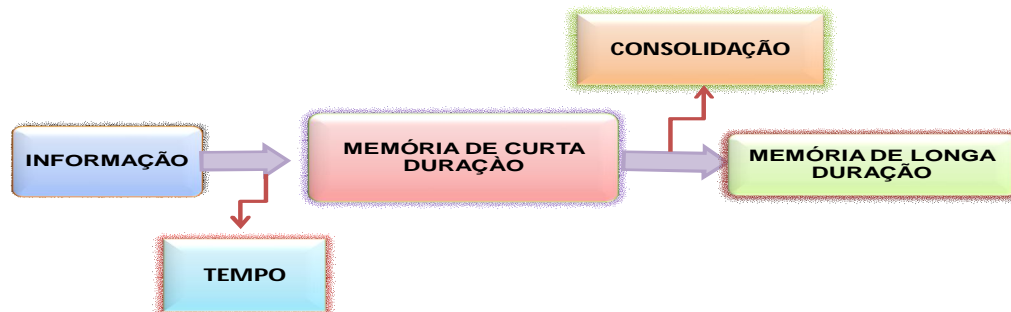 CONSOLIDAÇÃO
INFORMAÇÃO
MEMÓRIA DE CURTA
DURAÇÀO
MEMÓRIA DE LONGA
DURAÇÃO
TEMPO